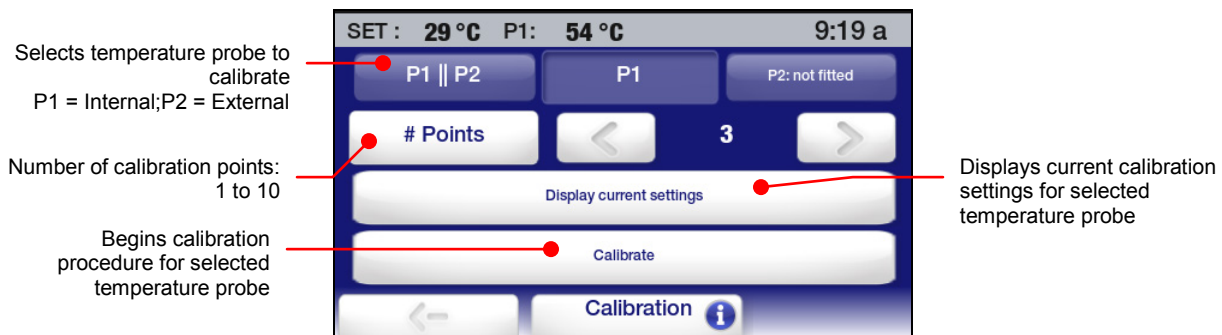 SET : 29 °C P1: 54 °C 9:19 a
Selects temperature probe to
calibrate
P1 = Internal;P2 = External
P1 || P2 P1 P2: not fitted
# Points < 3 >
Number of calibration points:
1 to 10
Display current settings
Displays current calibration
settings for selected
temperature probe
Begins calibration
procedure for selected
temperature probe
Calibrate
Calibration i